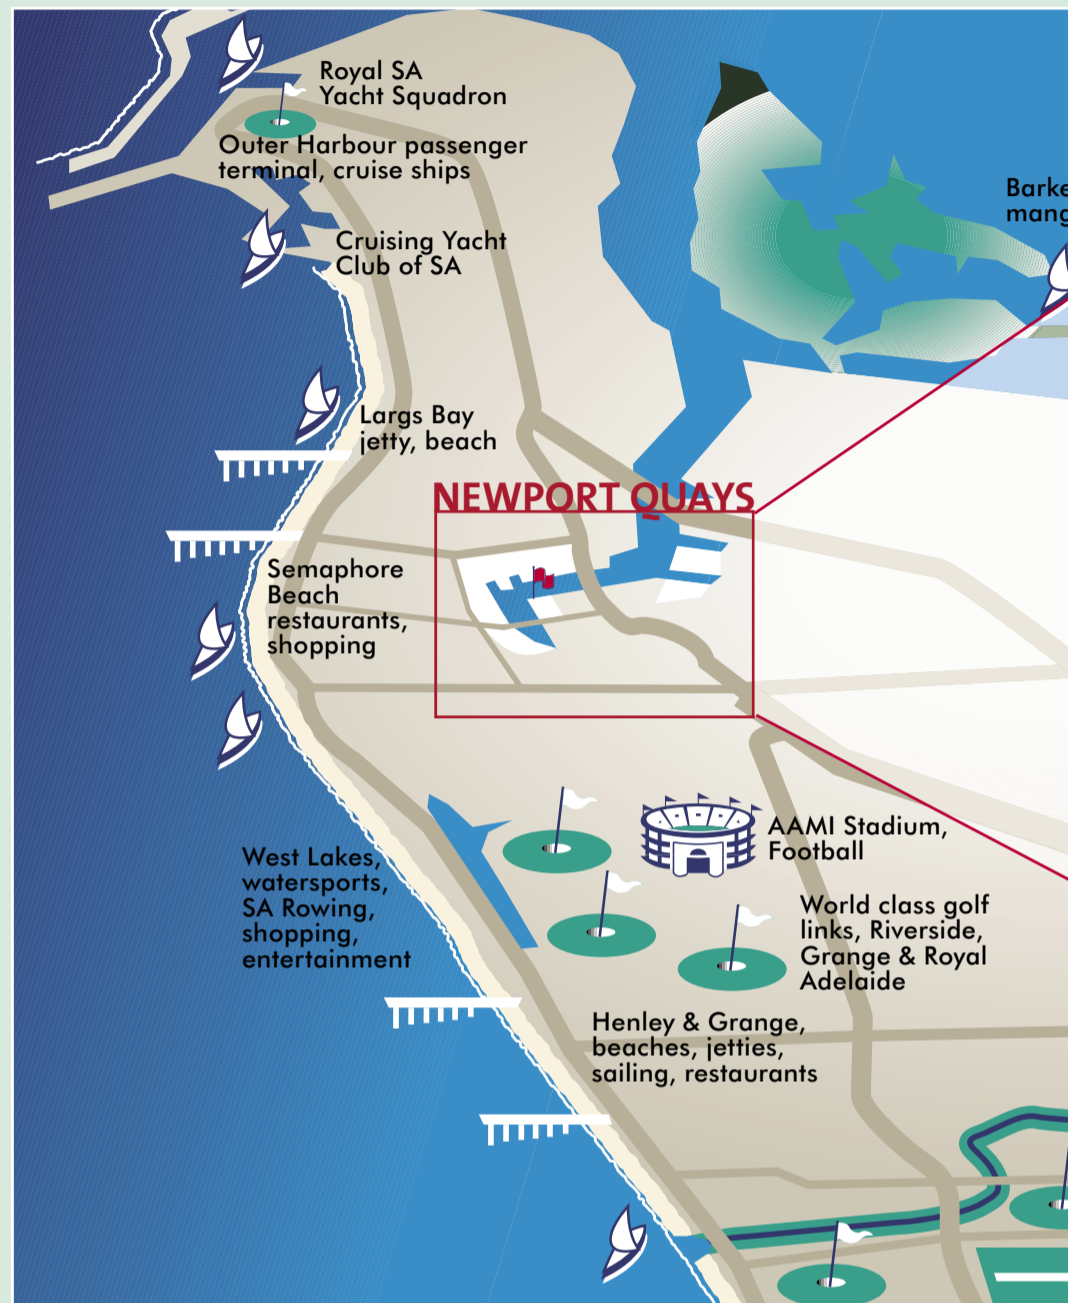 Royal SA
Yacht Squadron
Outer Harbour passenger
terminal, cruise ships
Cruising Yacht
Club of SA
Largs Bay
jetty, beach
NEWPORT QUAYS
Semaphore
Beach
restaurants,
shopping
AAMI Stadium,
Football
West Lakes,
watersports,
SA Rowing,
shopping,
entertainment
World class golf
links, Riverside,
Grange & Royal
Adelaide
Henley & Grange,
beaches, jetties,
sailing, restaurants